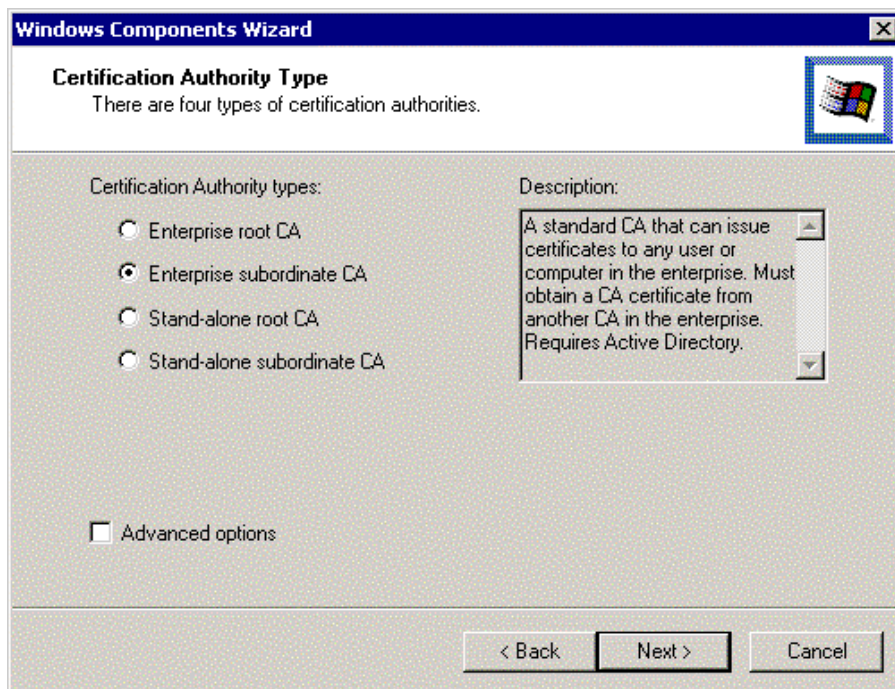 Windows Components Wizard
Certification Authority Type
There are four types of certification authorities.
Certification Authority types:
Enterprise root CA
Enterprise subordinate CA
Stand-alone root CA
Stand-alone subordinate CA
Description:
A standard CA that can issue
certificates to any user or
computer in the enterprise. Must
obtain a CA certificate from
another CA in the enterprise.
Requires Active Directory.
Advanced options
< Back
Next >
Cancel